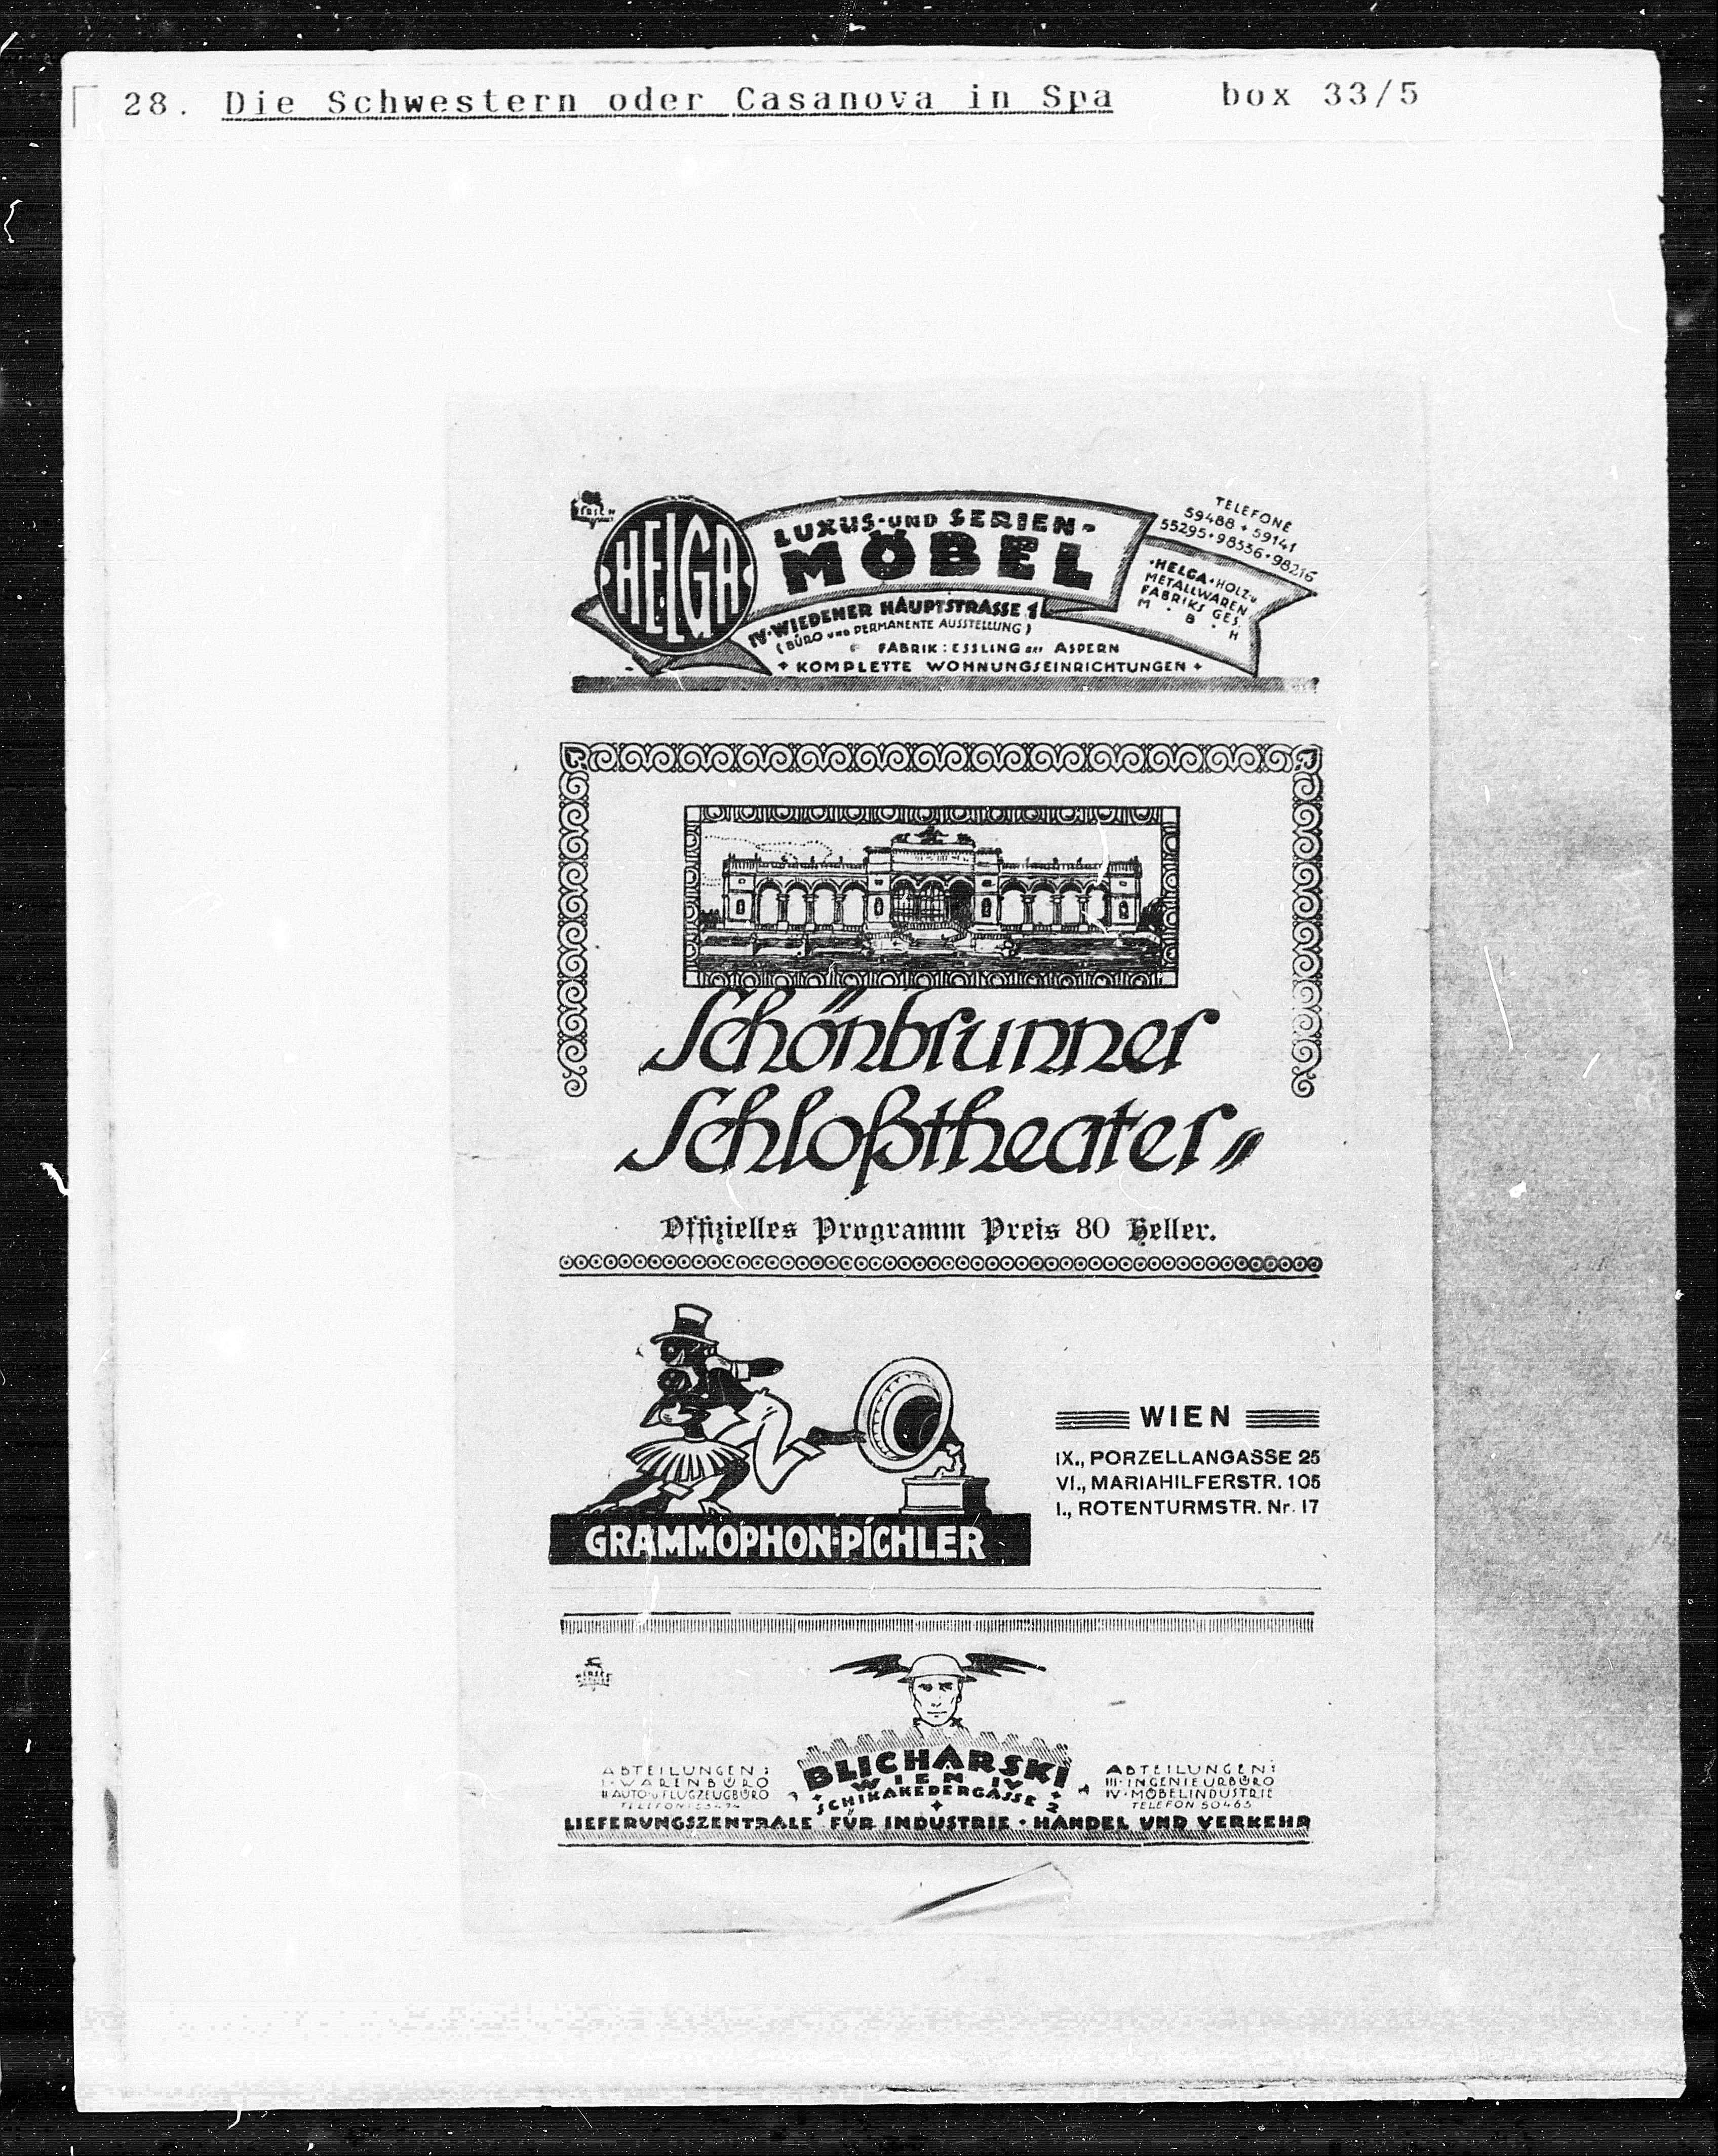 28. Die Schwestern oder Casanova in Spa box 33/5
HELGA
LUXUS- UND SERIEN-
MÖBEL
IV. WIEDENER HAUPTSTRASSE 1
(BÜRO UND PERMANENTE AUSSTELLUNG)
FABRIK: ESSLING BEI ASPERN
+ KOMPLETTE WOHNUNGSEINRICHTUNGEN +
TELEFONE
59488 + 59141
55295 + 98536 + 98216
·HELGA· HOLZ-U
METALLWAREN
FABRIKS GES.
M . B . H
Schönbrunner
Schloßtheater
Offizielles Programm Preis 80 Heller.
GRAMMOPHON-PICHLER
WIEN
IX., PORZELLANGASSE 25
VI., MARIAHILFERSTR. 105
I., ROTENTURMSTR. Nr. 17
EX
BLICHARSKI
WIEN IV
SCHIKANEDERGASSE 2
ABTEILUNGEN:
I · WARENBÜRO
II AUTO-U FLUGZEUGBÜRO
ABTEILUNGEN:
III · INGENIEURBÜRO
IV · MÖBELINDUSTRIE
TELEFON 50463
LIEFERUNGSZENTRALE FÜR INDUSTRIE · HANDEL UND VERKEHR